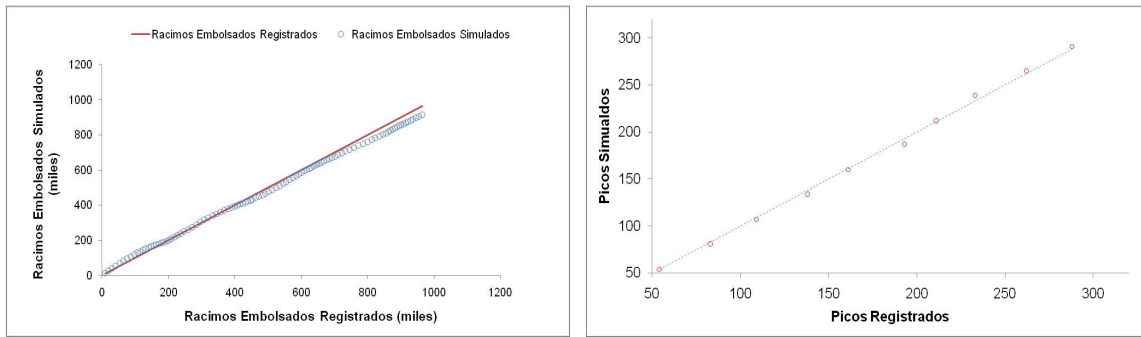 Racimos Embolsados Registrados
Racimos Embolsados Simulados
Racimos Embolsados Simulados
(miles)
1200
1000
800
600
400
200
0
0 200 400 600 800 1000 1200
Racimos Embolsados Registrados (miles)
Picos Simualdos
300
250
200
150
100
50
50 100 150 200 250 300
Picos Registrados